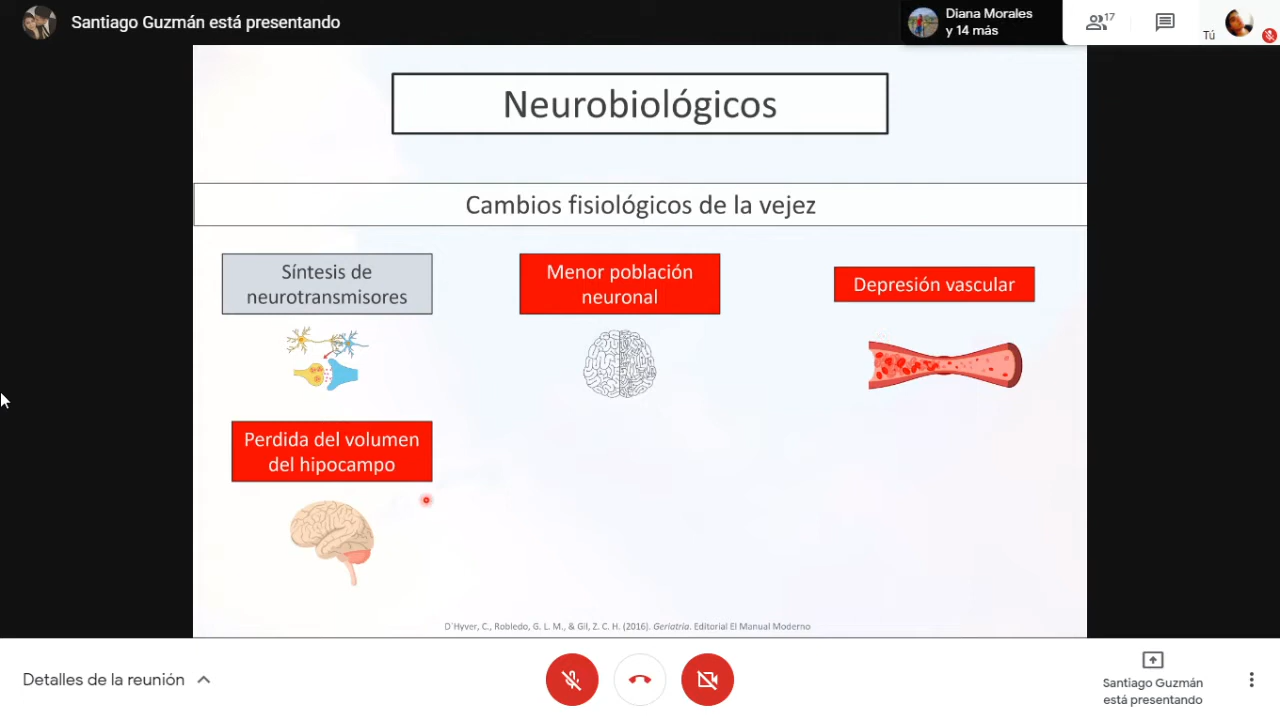 Santiago Guzmán está presentando
Diana Morales
y 14 más
17
Tú
Neurobiológicos
Cambios fisiológicos de la vejez
Síntesis de
neurotransmisores
Menor población
neuronal
Depresión vascular
Perdida del volumen
del hipocampo
D´Hyver, C., Robledo, G. L. M., & Gil, Z. C. H. (2016). Geriatría. Editorial El Manual Moderno
Detalles de la reunión
Santiago Guzmán
está presentando